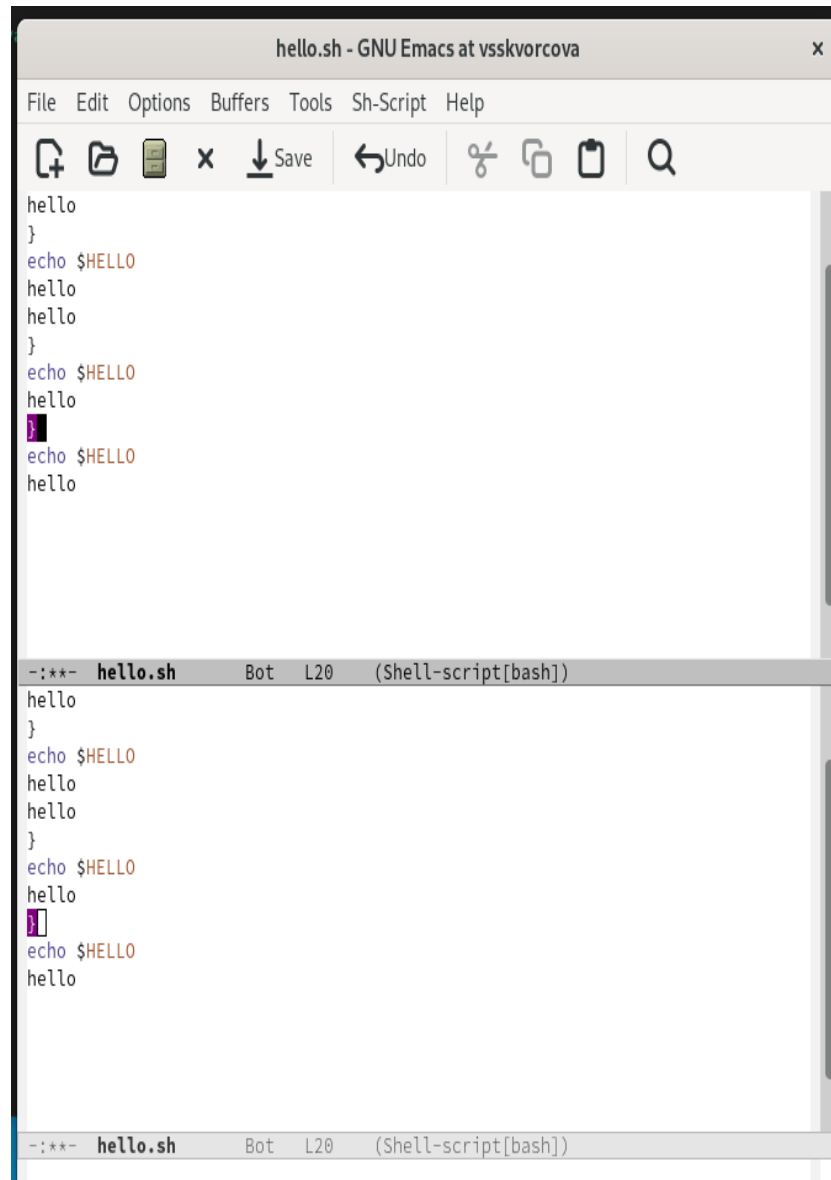 hello.sh - GNU Emacs at vsskvorcova
File Edit Options Buffers Tools Sh-Script Help
Save Undo
hello
}
echo $HELLO
hello
hello
}
echo $HELLO
hello
}
echo $HELLO
hello
-:**- hello.sh Bot L20 (Shell-script[bash])
hello
}
echo $HELLO
hello
hello
}
echo $HELLO
hello
}
echo $HELLO
hello
-:**- hello.sh Bot L20 (Shell-script[bash])